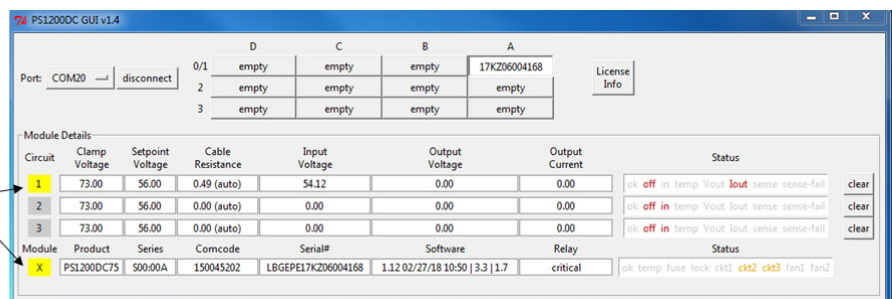 PS1200DC GUI v1.4
D C B A
Port: COM20 disconnect 0/1 empty empty empty 17KZ06004168 License Info
2 empty empty empty empty
3 empty empty empty empty
Module Details
Circuit Clamp Voltage Setpoint Voltage Cable Resistance Input Voltage Output Voltage Output Current Status
1 73.00 56.00 0.49 (auto) 54.12 0.00 0.00 ok off in temp Vout Iout sense sense-fail clear
2 73.00 56.00 0.00 (auto) 0.00 0.00 0.00 ok off in temp Vout Iout sense sense-fail clear
3 73.00 56.00 0.00 (auto) 0.00 0.00 0.00 ok off in temp Vout Iout sense sense-fail clear
Module Product Series Comcode Serial# Software Relay Status
X PS1200DC75 S00:00A 150045202 LBGEPE17KZ06004168 1.12 02/27/18 10:50 | 3.3 | 1.7 critical ok temp fuse lock ckt1 ckt2 ckt3 fan1 fan2